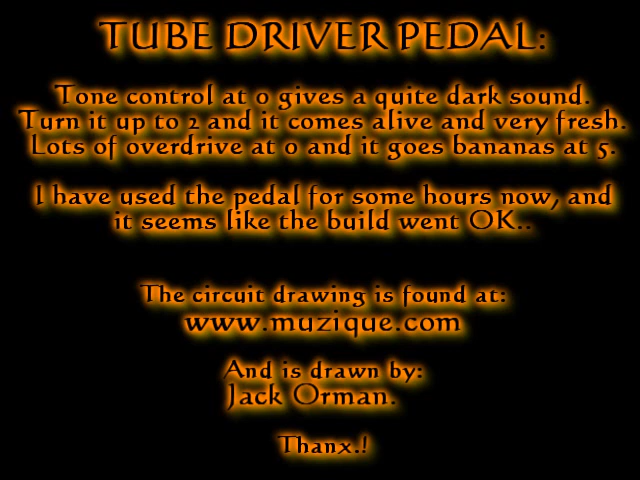 TUBE DRIVER PEDAL:
Tone control at 0 gives a quite dark sound.
Turn it up to 2 and it comes alive and very fresh.
Lots of overdrive at 0 and it goes bananas at 5.
I have used the pedal for some hours now, and
it seems like the build went OK..
The circuit drawing is found at:
www.muzique.com
And is drawn by:
Jack Orman.
Thanx.!